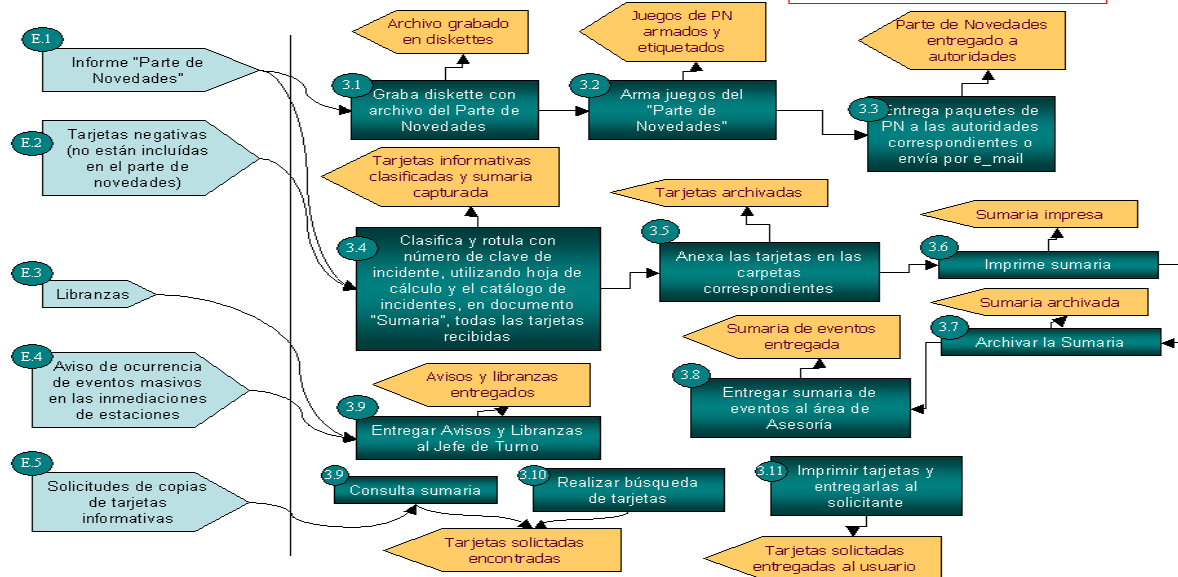 E.1
Informe "Parte de
Novedades"
Archivo grabado
en diskettes
Juegos de PN
armados y
etiquetados
Parte de Novedades
entregado a
autoridades
3.1
Graba diskette con
archivo del Parte de
Novedades
3.2
Arma juegos del
"Parte de
Novedades"
3.3
Entrega paquetes de
PN a las autoridades
correspondientes o
envía por e_mail
E.2
Tarjetas negativas
(no están incluídas
en el parte de
novedades)
Tarjetas informativas
clasificadas y sumaria
capturada
Tarjetas archivadas
Sumaria impresa
3.4
Clasifica y rotula con
número de clave de
incidente, utilizando hoja de
cálculo y el catálogo de
incidentes, en documento
"Sumaria", todas las tarjetas
recibidas
3.5
Anexa las tarjetas en las
carpetas
correspondientes
3.6
Imprime sumaria
E.3
Libranzas
Sumaria archivada
3.7
Archivar la Sumaria
Sumaria de eventos
entregada
3.8
Entregar sumaria de
eventos al área de
Asesoría
E.4
Aviso de ocurrencia
de eventos masivos
en las inmediaciones
de estaciones
Avisos y libranzas
entregados
3.9
Entregar Avisos y Libranzas
al Jefe de Turno
E.5
Solicitudes de copias
de tarjetas
informativas
3.9
Consulta sumaria
3.10
Realizar búsqueda
de tarjetas
3.11
Imprimir tarjetas y
entregarlas al
solicitante
Tarjetas solictadas
encontradas
Tarjetas solictadas
entregadas al usuario